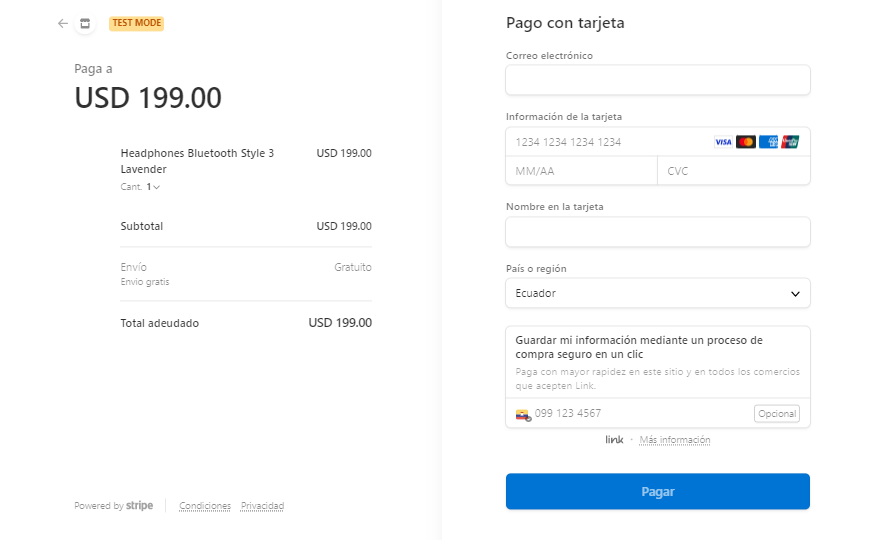 TEST MODE
Paga a
USD 199.00
Headphones Bluetooth Style 3 USD 199.00
Lavender
Cant. 1
Subtotal USD 199.00
Envío Gratuito
Envio gratis
Total adeudado USD 199.00
Powered by stripe Condiciones Privacidad
Pago con tarjeta
Correo electrónico
Información de la tarjeta
1234 1234 1234 1234 VISA
MM/AA CVC
Nombre en la tarjeta
País o región
Ecuador
Guardar mi información mediante un proceso de
compra seguro en un clic
Paga con mayor rapidez en este sitio y en todos los comercios
que acepten Link.
099 123 4567 Opcional
link · Más información
Pagar